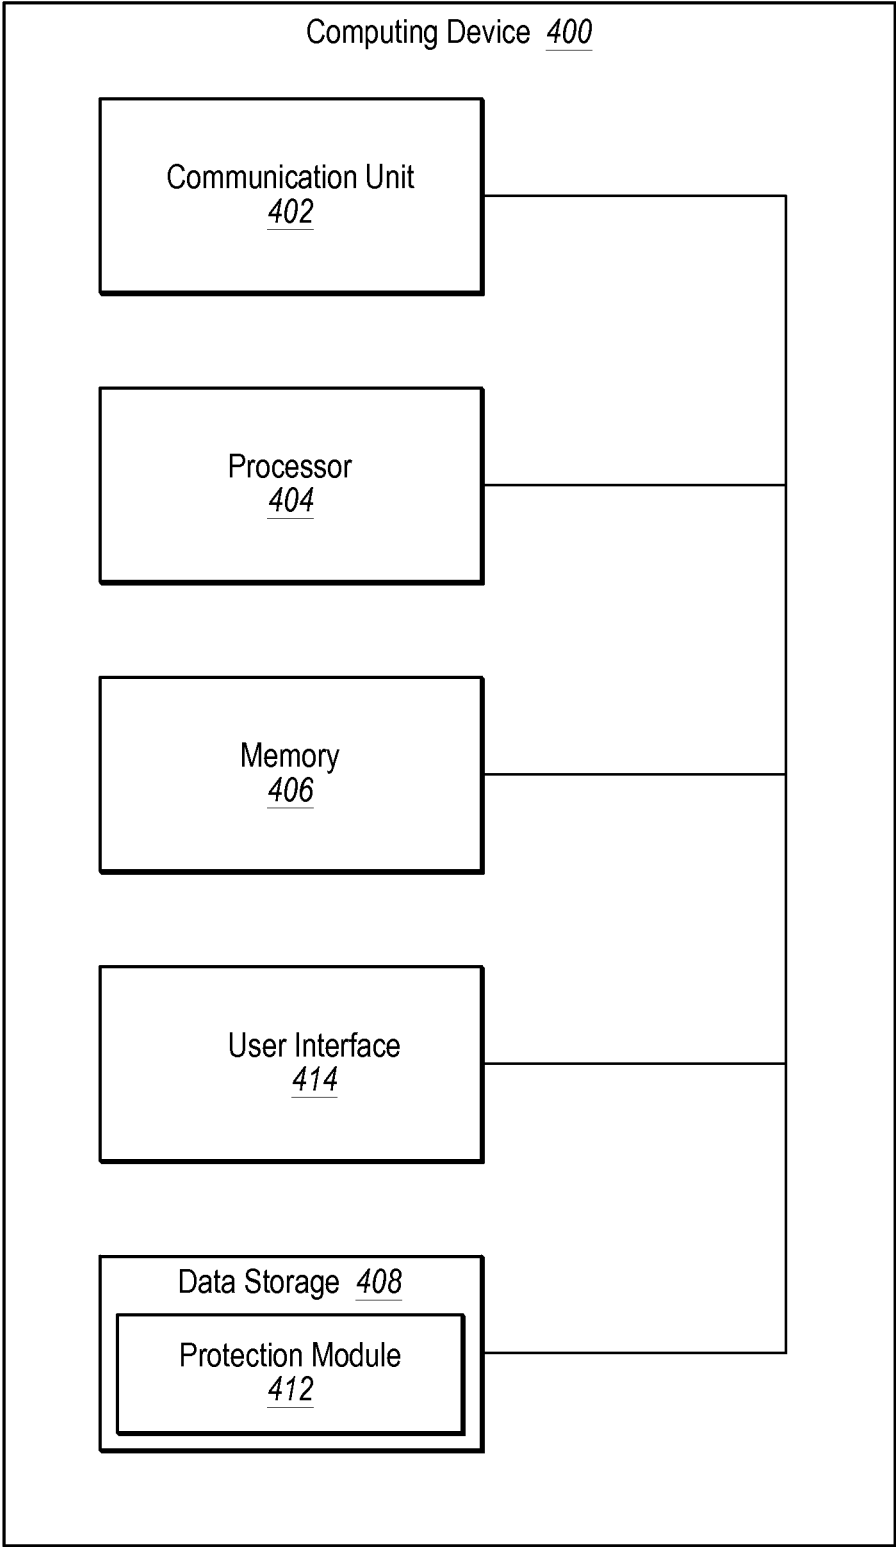 Computing Device 400
Communication Unit
402
Processor
404
Memory
406
User Interface
414
Data Storage 408
Protection Module
412